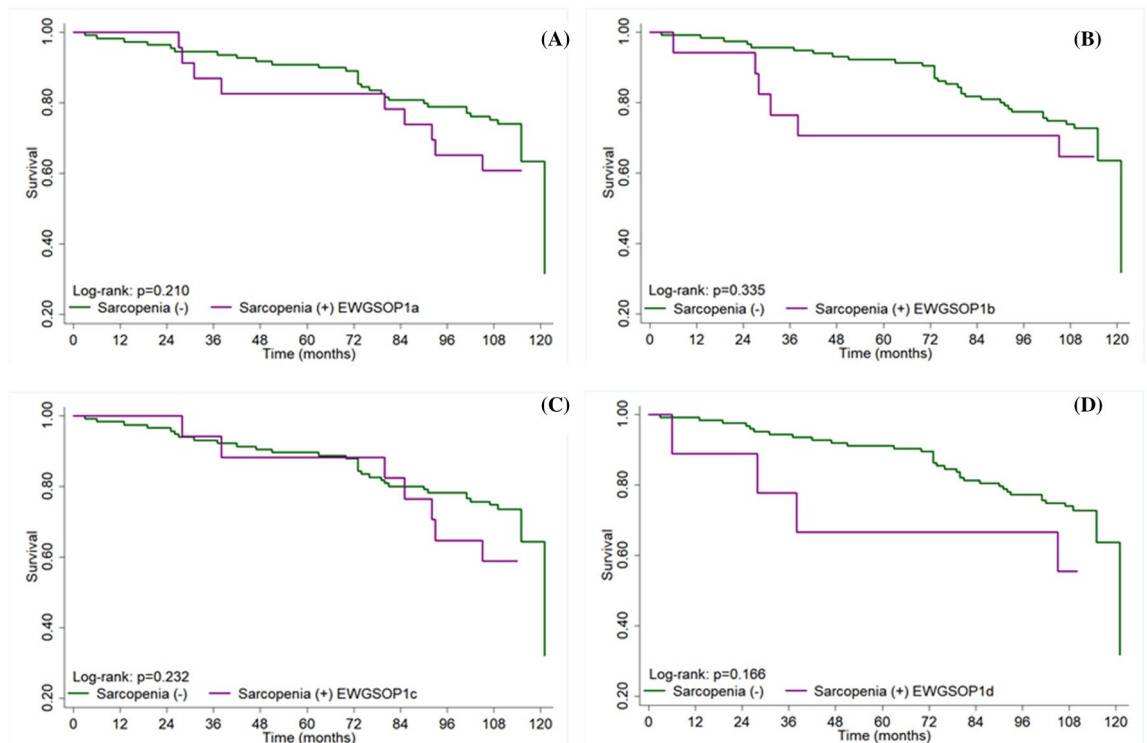 (A)
1.00
0.80
0.60
0.40
0.20
Survival
Log-rank: p=0.210
Sarcopenia (-) Sarcopenia (+) EWGSOP1a
0 12 24 36 48 60 72 84 96 108 120
Time (months)
(B)
1.00
0.80
0.60
0.40
0.20
Survival
Log-rank: p=0.335
Sarcopenia (-) Sarcopenia (+) EWGSOP1b
0 12 24 36 48 60 72 84 96 108 120
Time (months)
(C)
1.00
0.80
0.60
0.40
0.20
Survival
Log-rank: p=0.232
Sarcopenia (-) Sarcopenia (+) EWGSOP1c
0 12 24 36 48 60 72 84 96 108 120
Time (months)
(D)
1.00
0.80
0.60
0.40
0.20
Survival
Log-rank: p=0.166
Sarcopenia (-) Sarcopenia (+) EWGSOP1d
0 12 24 36 48 60 72 84 96 108 120
Time (months)